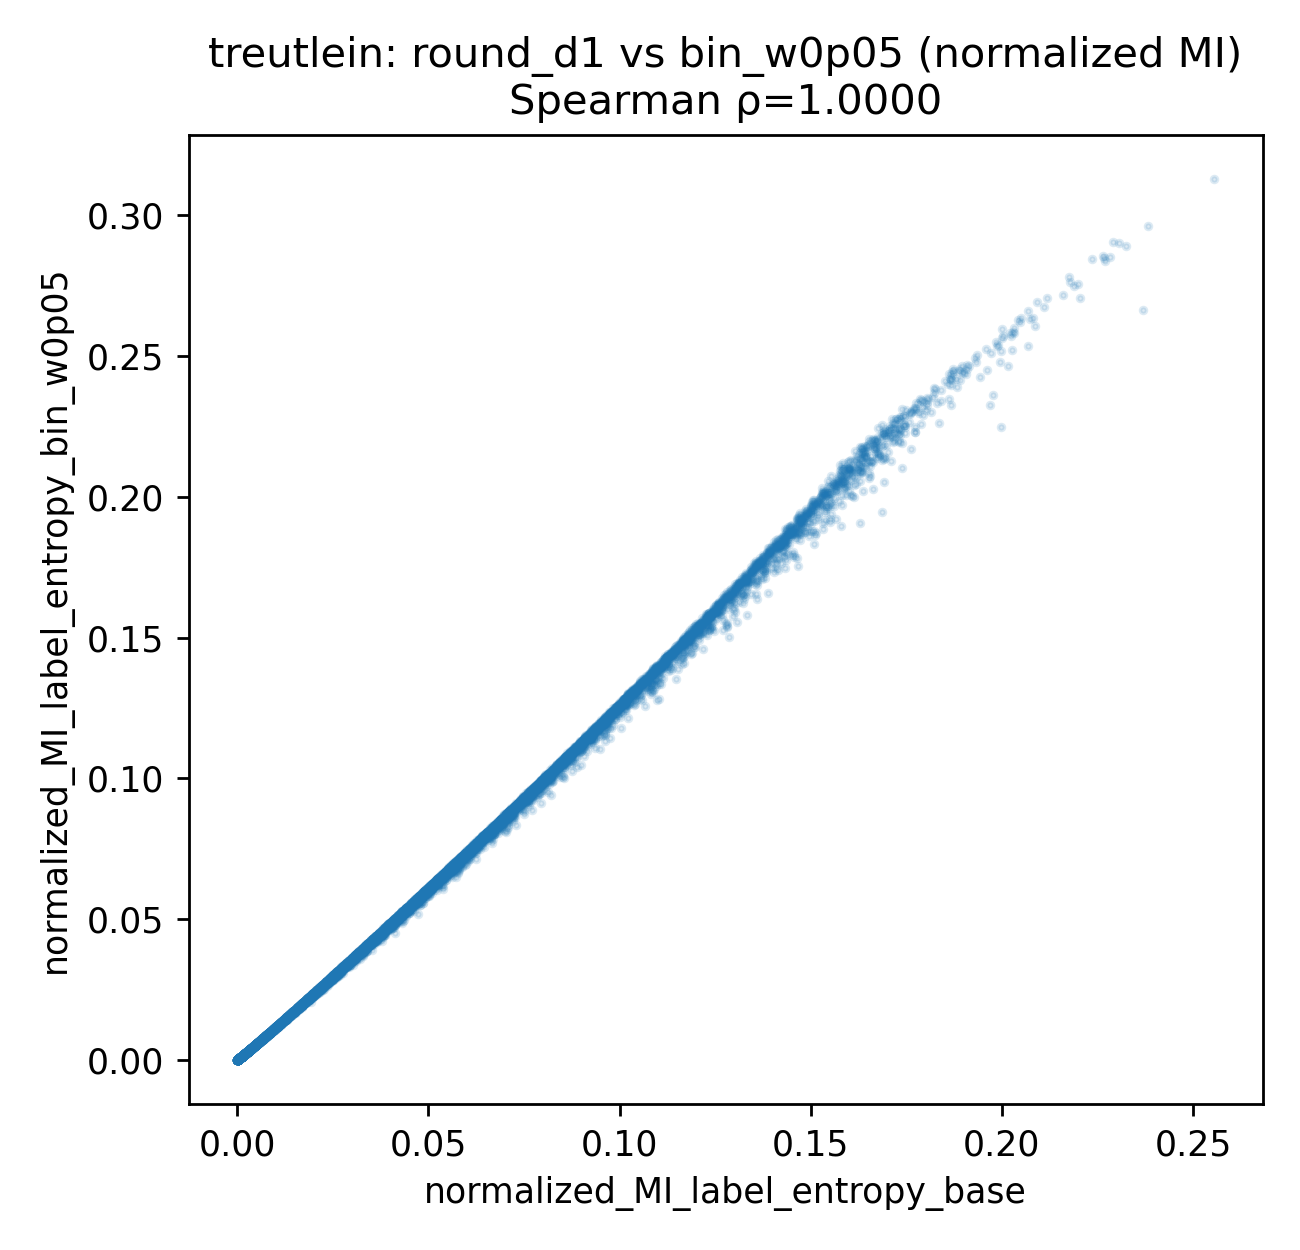 treutlein: round_d1 vs bin_w0p05 (normalized MI)
Spearman ρ=1.0000
normalized_MI_label_entropy_bin_w0p05
0.30
0.25
0.20
0.15
0.10
0.05
0.00
0.00 0.05 0.10 0.15 0.20 0.25
normalized_MI_label_entropy_base